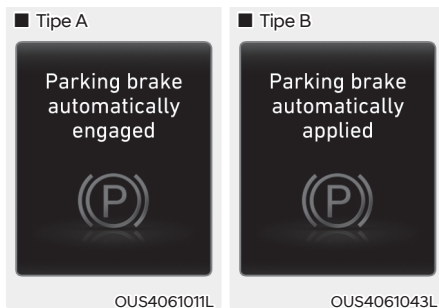 ■ Tipe A
Parking brake
automatically
engaged
P
OUS4061011L
■ Tipe B
Parking brake
automatically
applied
P
OUS4061043L